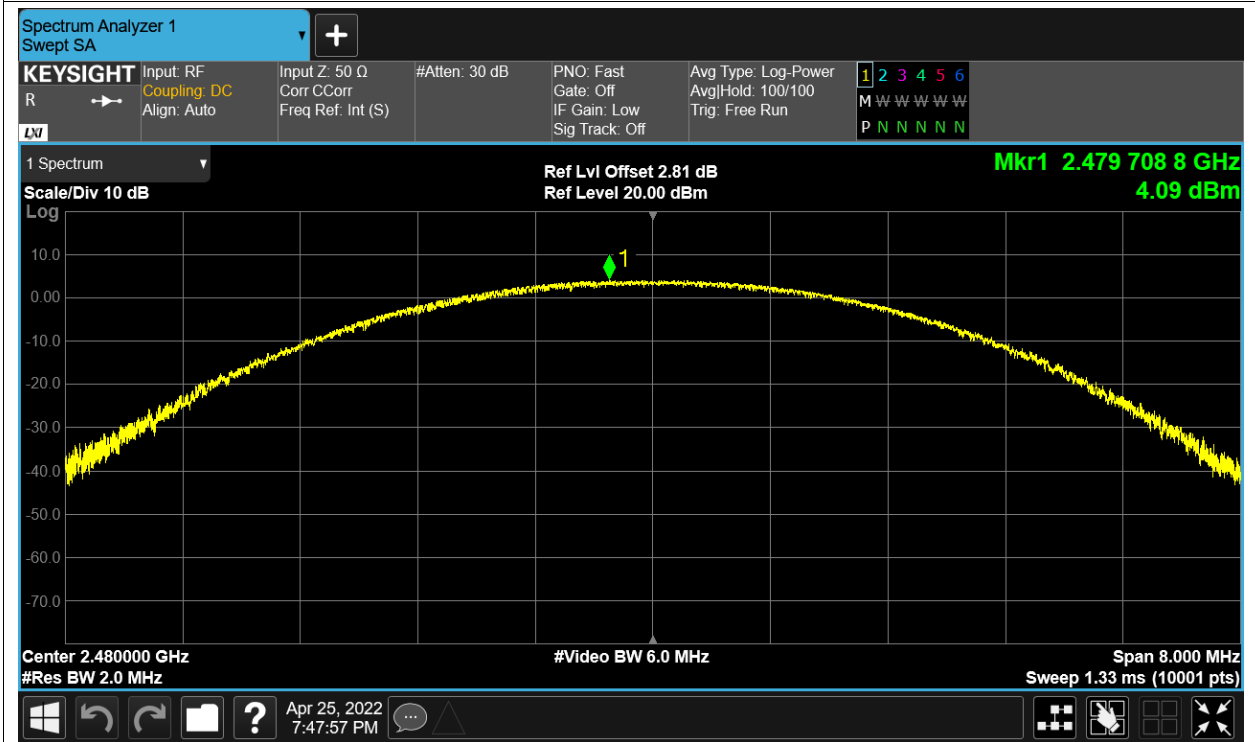 Spectrum Analyzer 1
Swept SA
KEYSIGHT
R
LXI
Input: RF
Coupling: DC
Align: Auto
Input Z: 50 Ω
Corr CCorr
Freq Ref: Int (S)
#Atten: 30 dB
PNO: Fast
Gate: Off
IF Gain: Low
Sig Track: Off
Avg Type: Log-Power
Avg|Hold: 100/100
Trig: Free Run
1 2 3 4 5 6
M W W W W W
P N N N N N
1 Spectrum
Scale/Div 10 dB
Log
Ref Lvl Offset 2.81 dB
Ref Level 20.00 dBm
Mkr1 2.479 708 8 GHz
4.09 dBm
1
10.0
0.00
-10.0
-20.0
-30.0
-40.0
-50.0
-60.0
-70.0
Center 2.480000 GHz
#Res BW 2.0 MHz
#Video BW 6.0 MHz
Span 8.000 MHz
Sweep 1.33 ms (10001 pts)
?
Apr 25, 2022
7:47:57 PM